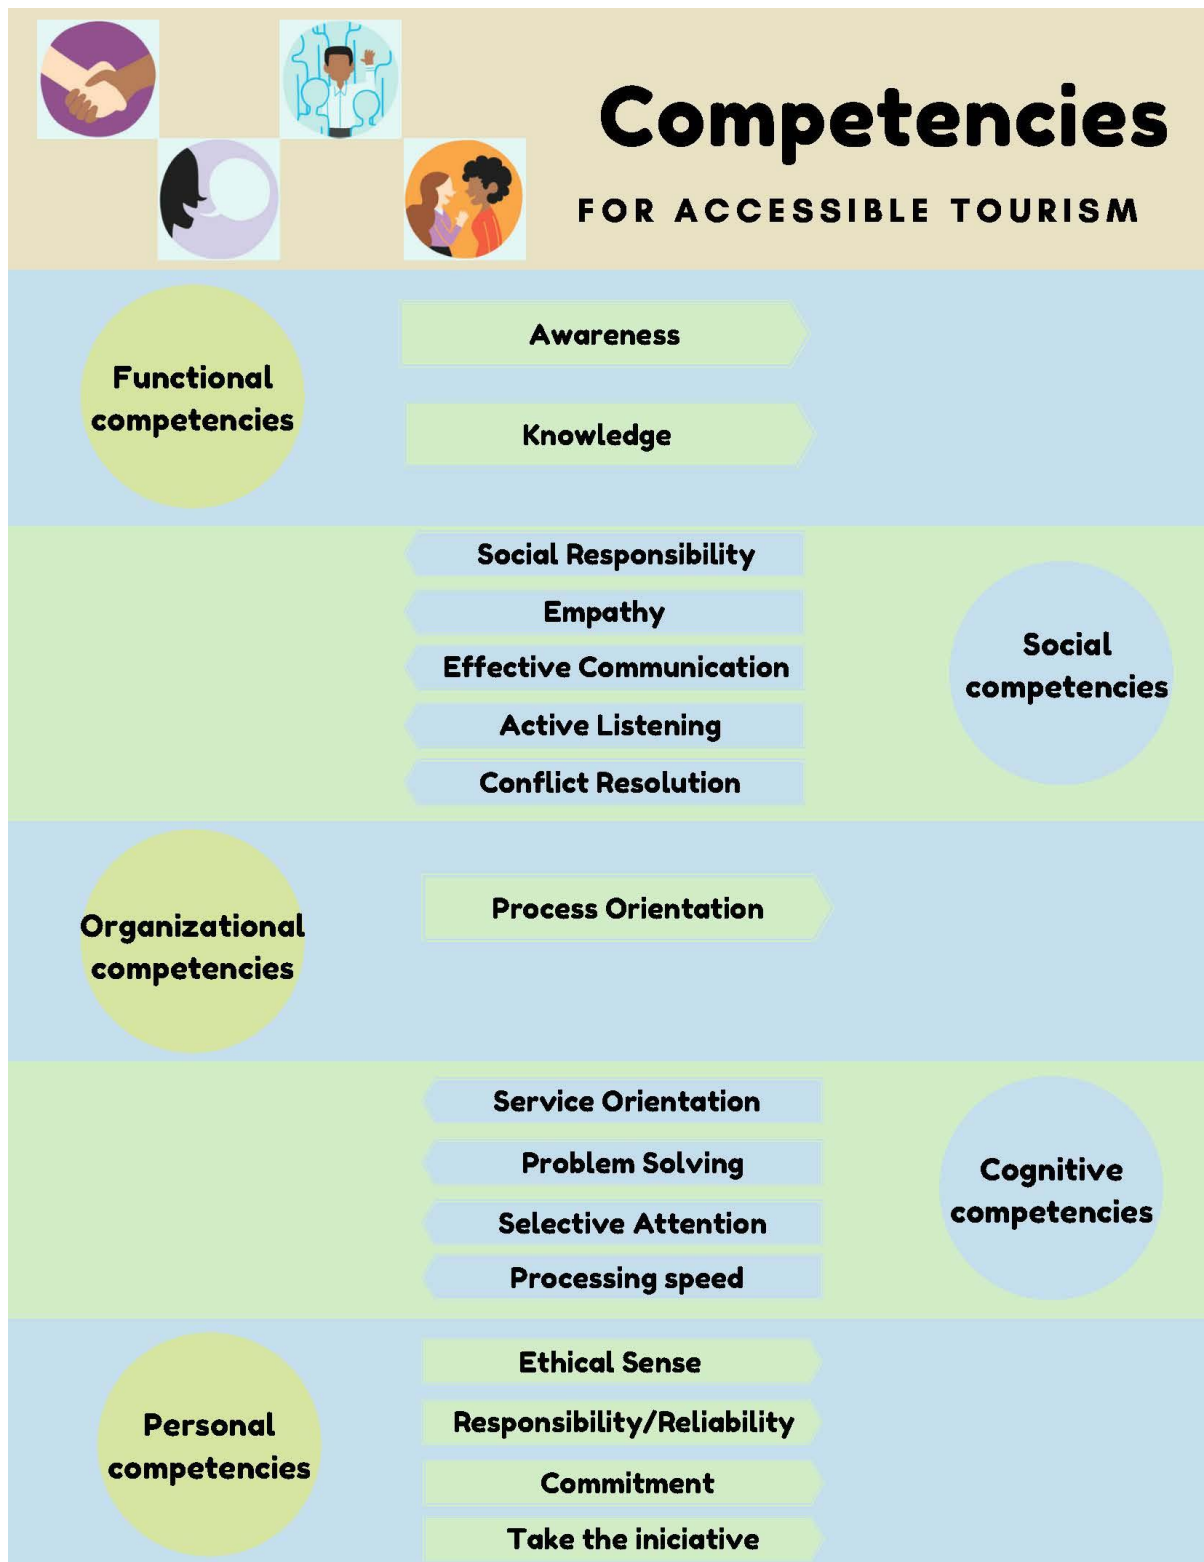 Competencies
FOR ACCESSIBLE TOURISM
Functional
competencies
Awareness
Knowledge
Social Responsibility
Empathy
Effective Communication
Active Listening
Conflict Resolution
Social
competencies
Organizational
competencies
Process Orientation
Service Orientation
Problem Solving
Selective Attention
Processing speed
Cognitive
competencies
Personal
competencies
Ethical Sense
Responsibility/Reliability
Commitment
Take the iniciative